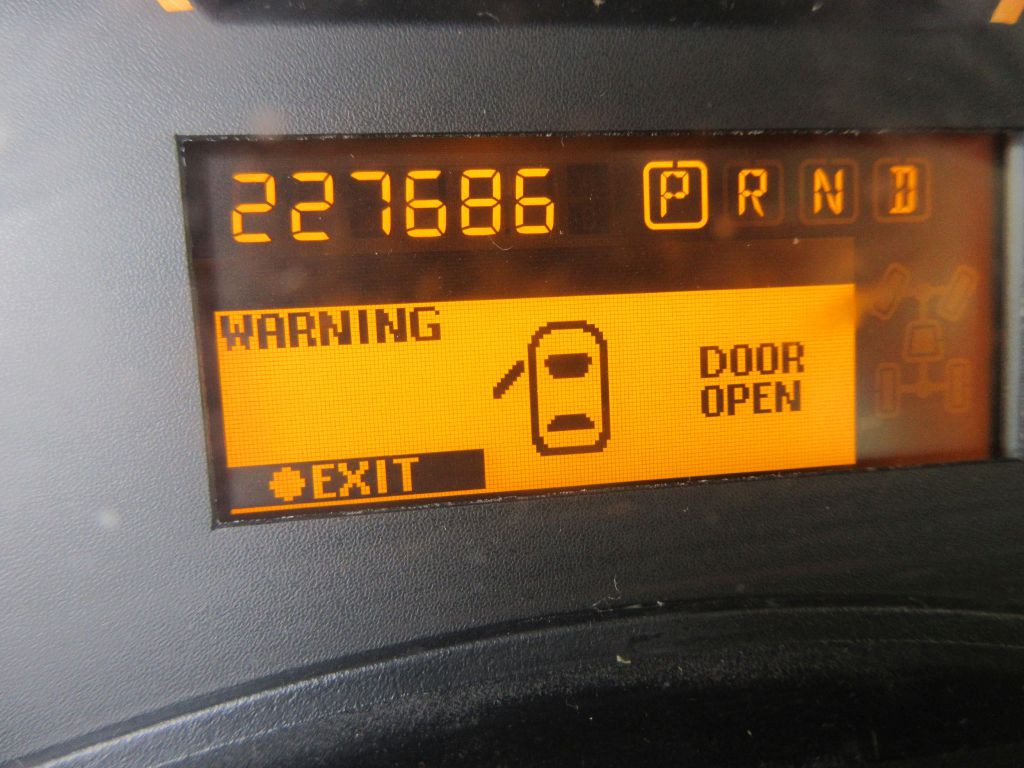 227686 P R N D
WARNING
DOOR
OPEN
EXIT